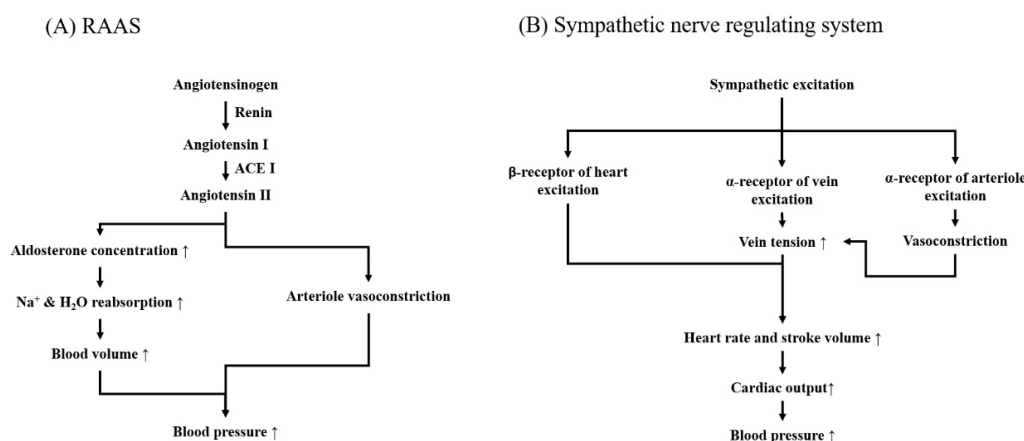 (A) RAAS
Angiotensinogen
Renin
Angiotensin I
ACE I
Angiotensin II
Aldosterone concentration ↑
Na⁺ & H₂O reabsorption ↑
Arteriole vasoconstriction
Blood volume ↑
Blood pressure ↑
(B) Sympathetic nerve regulating system
Sympathetic excitation
β-receptor of heart
excitation
α-receptor of vein
excitation
α-receptor of arteriole
excitation
Vein tension ↑
Vasoconstriction
Heart rate and stroke volume ↑
Cardiac output↑
Blood pressure ↑